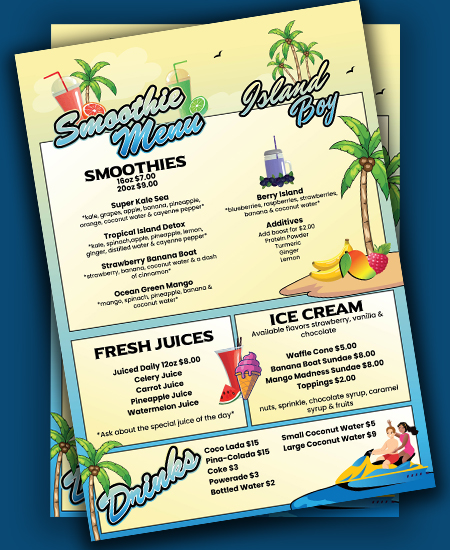 Smoothie
Menu
Island
Boy
SMOOTHIES
16oz $7.00
20oz $9.00
Super Kale Sea
*kale, grapes, apple, banana, pineapple,
orange, coconut water & cayenne pepper*
Tropical Island Detox
*kale, spinach,apple, pineapple, lemon,
ginger, distilled water & cayenne pepper*
Strawberry Banana Boat
*strawberry, banana, coconut water & a dash
of cinnamon*
Ocean Green Mango
*mango, spinach, pineapple, banana &
coconut water*
Berry Island
*blueberries, raspberries, strawberries,
banana & coconut water*
Additives
Add boost for $2.00
Protein Powder
Turmeric
Ginger
Lemon
FRESH JUICES
Juiced Daily 12oz $8.00
Celery Juice
Carrot Juice
Pineapple Juice
Watermelon Juice
*Ask about the special juice of the day*
ICE CREAM
Available flavors strawberry, vanilla &
chocolate
Waffle Cone $5.00
Banana Boat Sundae $8.00
Mango Madness Sundae $8.00
Toppings $2.00
nuts, sprinkle, chocolate syrup, caramel
syrup & fruits
Drinks
Coco Lada $15
Pina-Colada $15
Coke $3
Powerade $3
Bottled Water $2
Small Coconut Water $5
Large Coconut Water $9